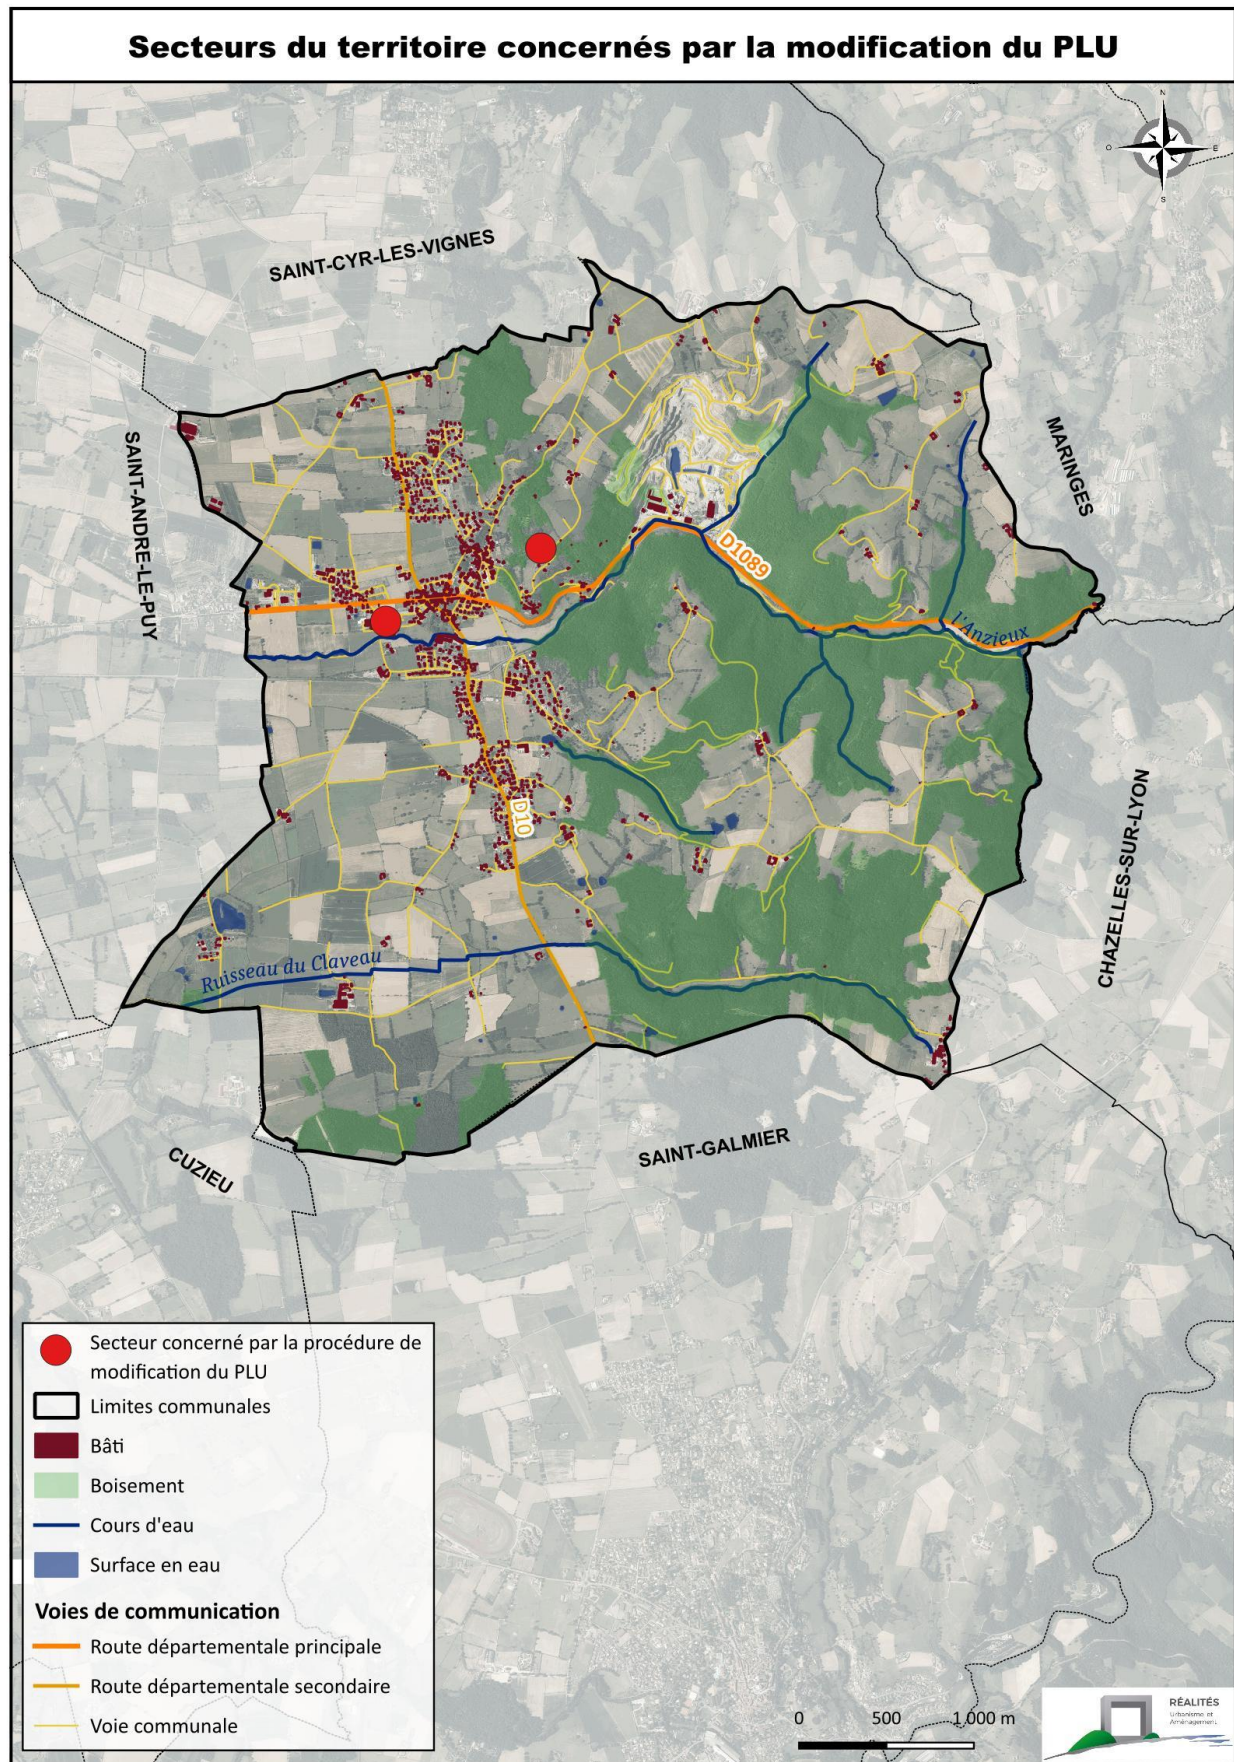 Secteurs du territoire concernés par la modification du PLU
N
O
E
S
SAINT-CYR-LES-VIGNES
SAINT-ANDRE-LE-PUY
MARINGES
D1089
l'Anzieux
D10
CHAZELLES-SUR-LYON
Ruisseau du Claveau
SAINT-GALMIER
CUZIEU
Secteur concerné par la procédure de
modification du PLU
Limites communales
Bâti
Boisement
Cours d'eau
Surface en eau
Voies de communication
Route départementale principale
Route départementale secondaire
Voie communale
0 500 1 000 m
RÉALITÉS
Urbanisme et
Aménagement